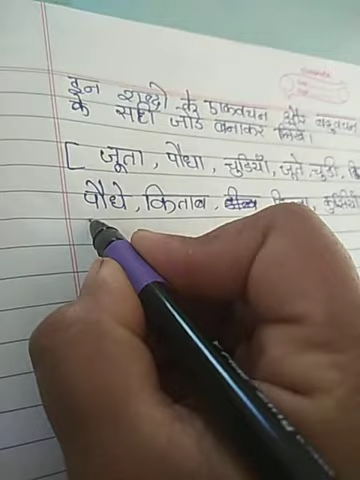 इन शब्दो के एकवचन और बहुवचन
के सही जोडे बनाकर लिखे।
[ जूता, पौधा, चुडियाँ, जूते, चुडी,
पौधे, किताब,